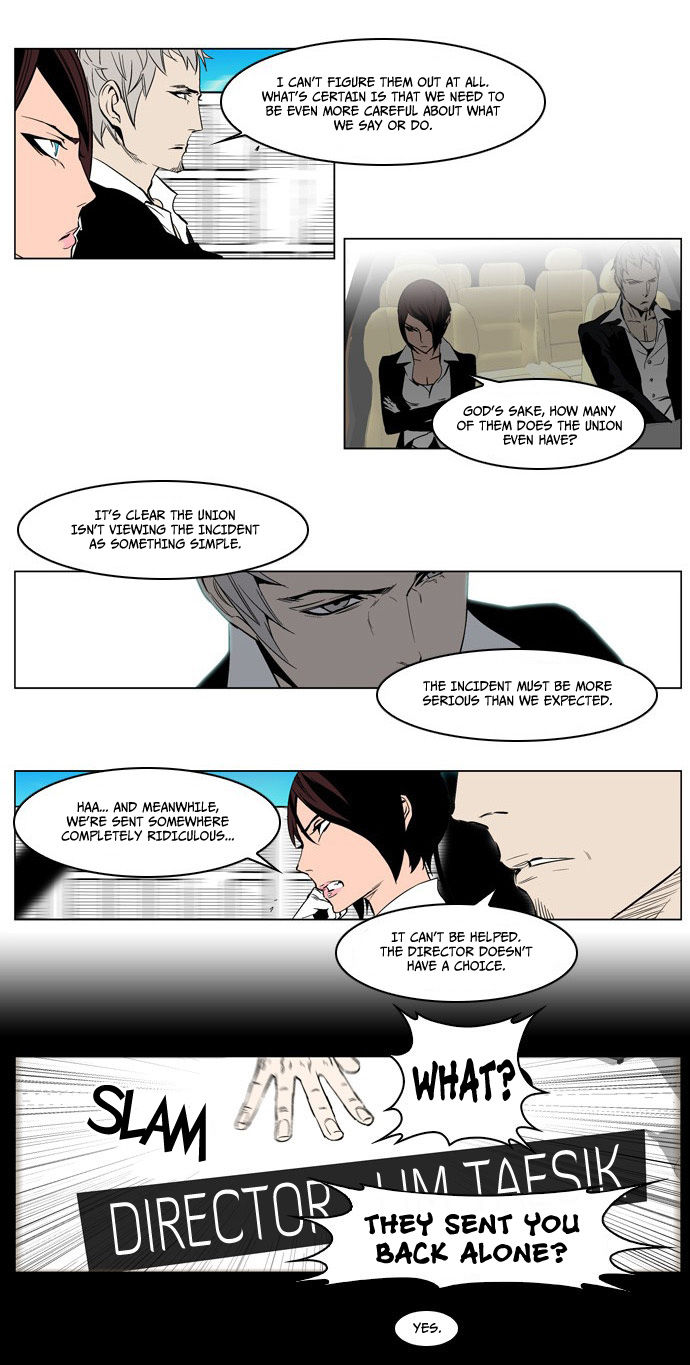 I CAN'T FIGURE THEM OUT AT ALL.
WHAT'S CERTAIN IS THAT WE NEED TO
BE EVEN MORE CAREFUL ABOUT WHAT
WE SAY OR DO.
GOD'S SAKE, HOW MANY
OF THEM DOES THE UNION
EVEN HAVE?
IT'S CLEAR THE UNION
ISN'T VIEWING THE INCIDENT
AS SOMETHING SIMPLE.
THE INCIDENT MUST BE MORE
SERIOUS THAN WE EXPECTED.
HAA... AND MEANWHILE,
WE'RE SENT SOMEWHERE
COMPLETELY RIDICULOUS...
IT CAN'T BE HELPED.
THE DIRECTOR DOESN'T
HAVE A CHOICE.
WHAT?
SLAM
DIRECTOR TAESIK
THEY SENT YOU
BACK ALONE?
YES.